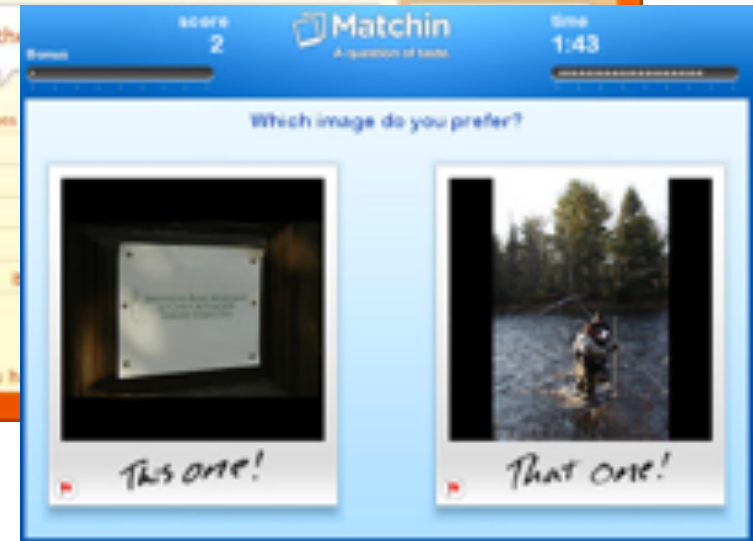 the
score
2
Matchin
A question of taste.
time
1:43
Bonus
Which image do you prefer?
This one!
That one!